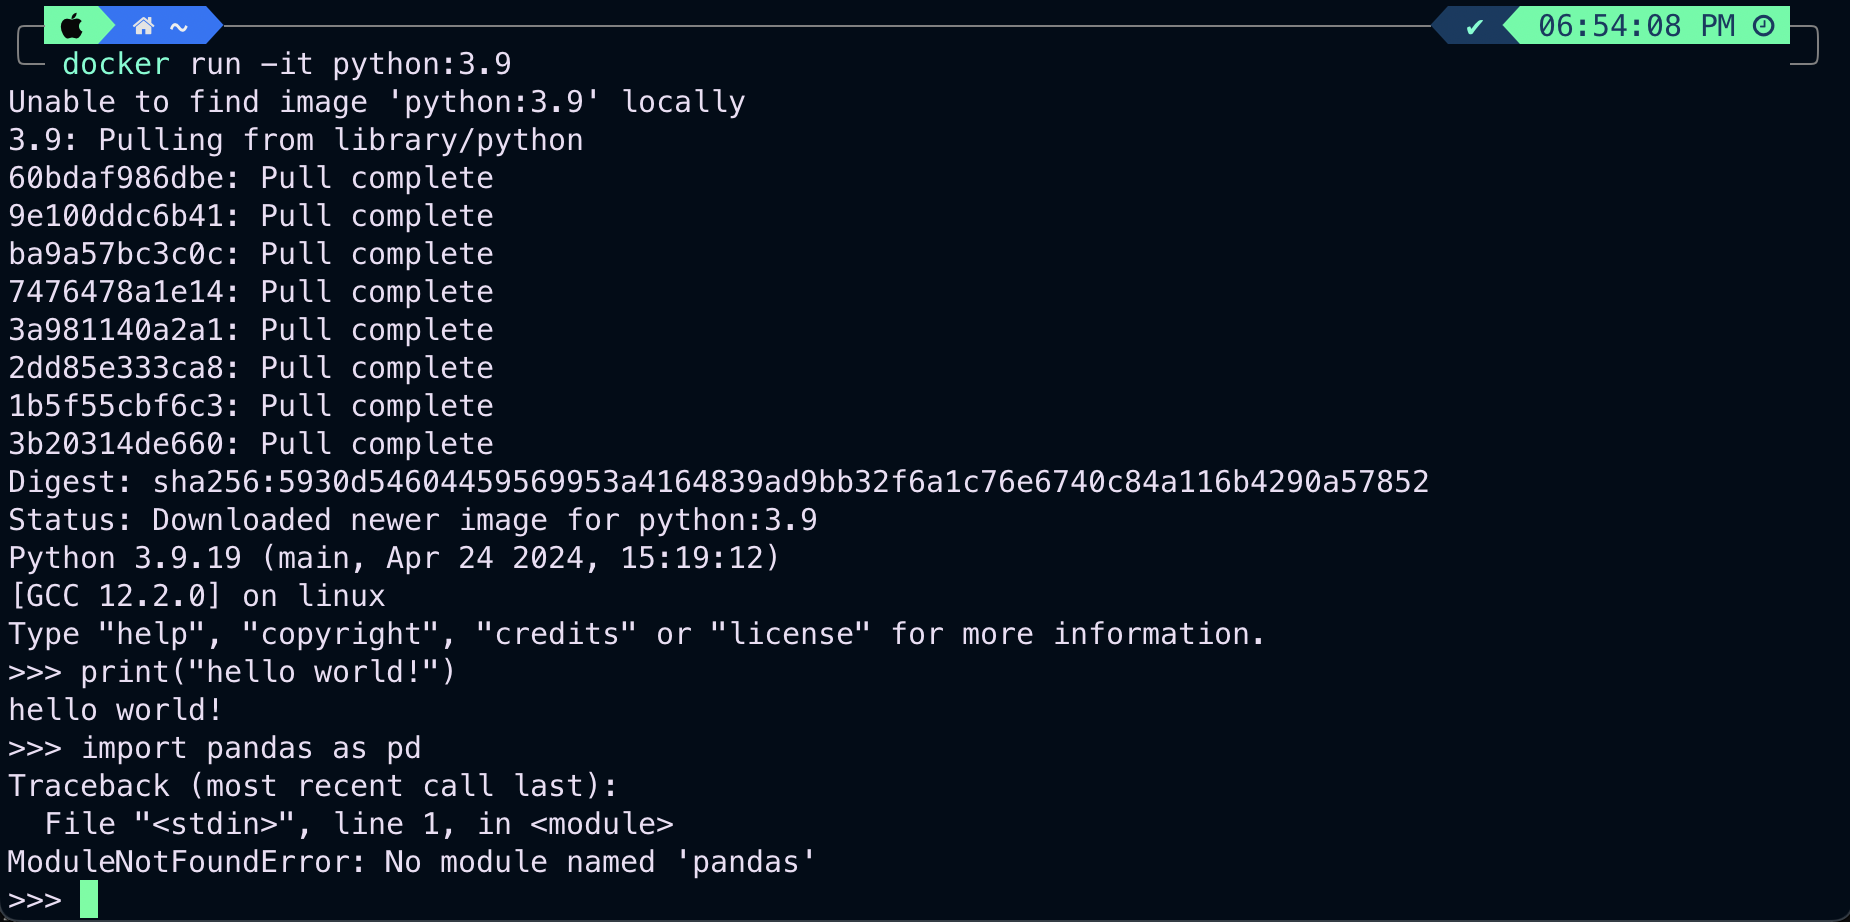 ~ ✔ 06:54:08 PM
docker run -it python:3.9
Unable to find image 'python:3.9' locally
3.9: Pulling from library/python
60bdaf986dbe: Pull complete
9e100ddc6b41: Pull complete
ba9a57bc3c0c: Pull complete
7476478a1e14: Pull complete
3a981140a2a1: Pull complete
2dd85e333ca8: Pull complete
1b5f55cbf6c3: Pull complete
3b20314de660: Pull complete
Digest: sha256:5930d54604459569953a4164839ad9bb32f6a1c76e6740c84a116b4290a57852
Status: Downloaded newer image for python:3.9
Python 3.9.19 (main, Apr 24 2024, 15:19:12)
[GCC 12.2.0] on linux
Type "help", "copyright", "credits" or "license" for more information.
>>> print("hello world!")
hello world!
>>> import pandas as pd
Traceback (most recent call last):
  File "<stdin>", line 1, in <module>
ModuleNotFoundError: No module named 'pandas'
>>>